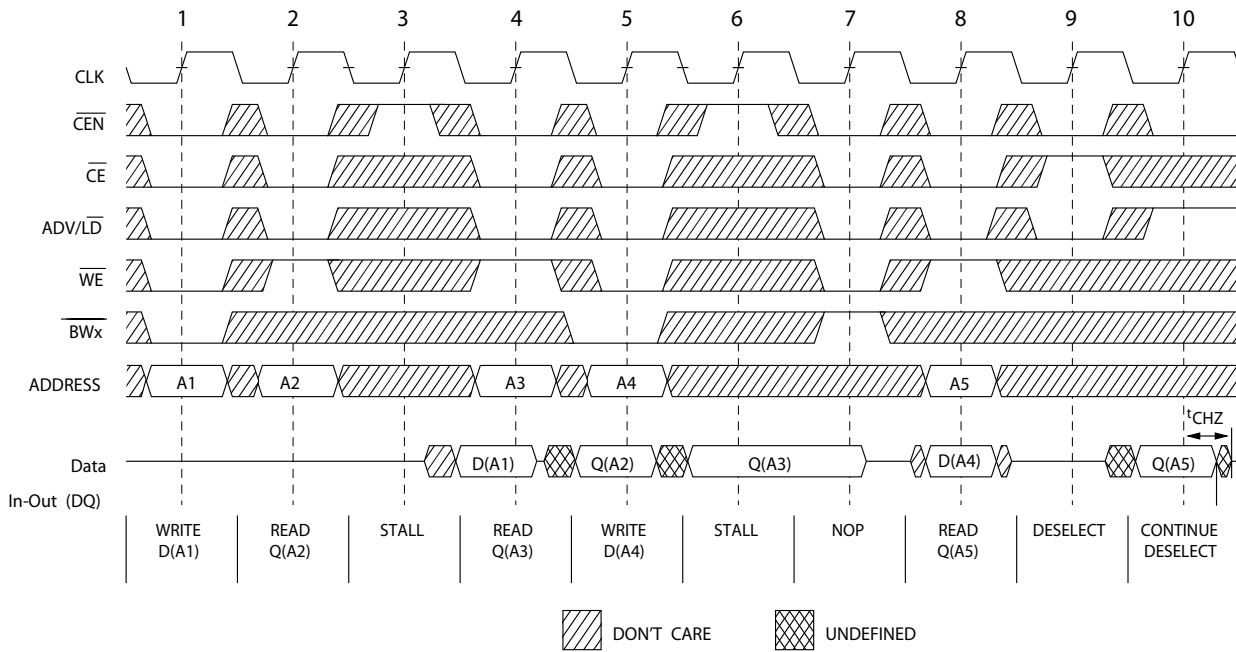 1 2 3 4 5 6 7 8 9 10
CLK
CEN
CE
ADV/LD
WE
BWx
ADDRESS A1 A2 A3 A4 A5
tCHZ
Data D(A1) Q(A2) Q(A3) D(A4) Q(A5)
In-Out (DQ)
WRITE READ STALL READ WRITE STALL NOP READ DESELECT CONTINUE
D(A1) Q(A2) Q(A3) D(A4) Q(A5) DESELECT
DON'T CARE UNDEFINED